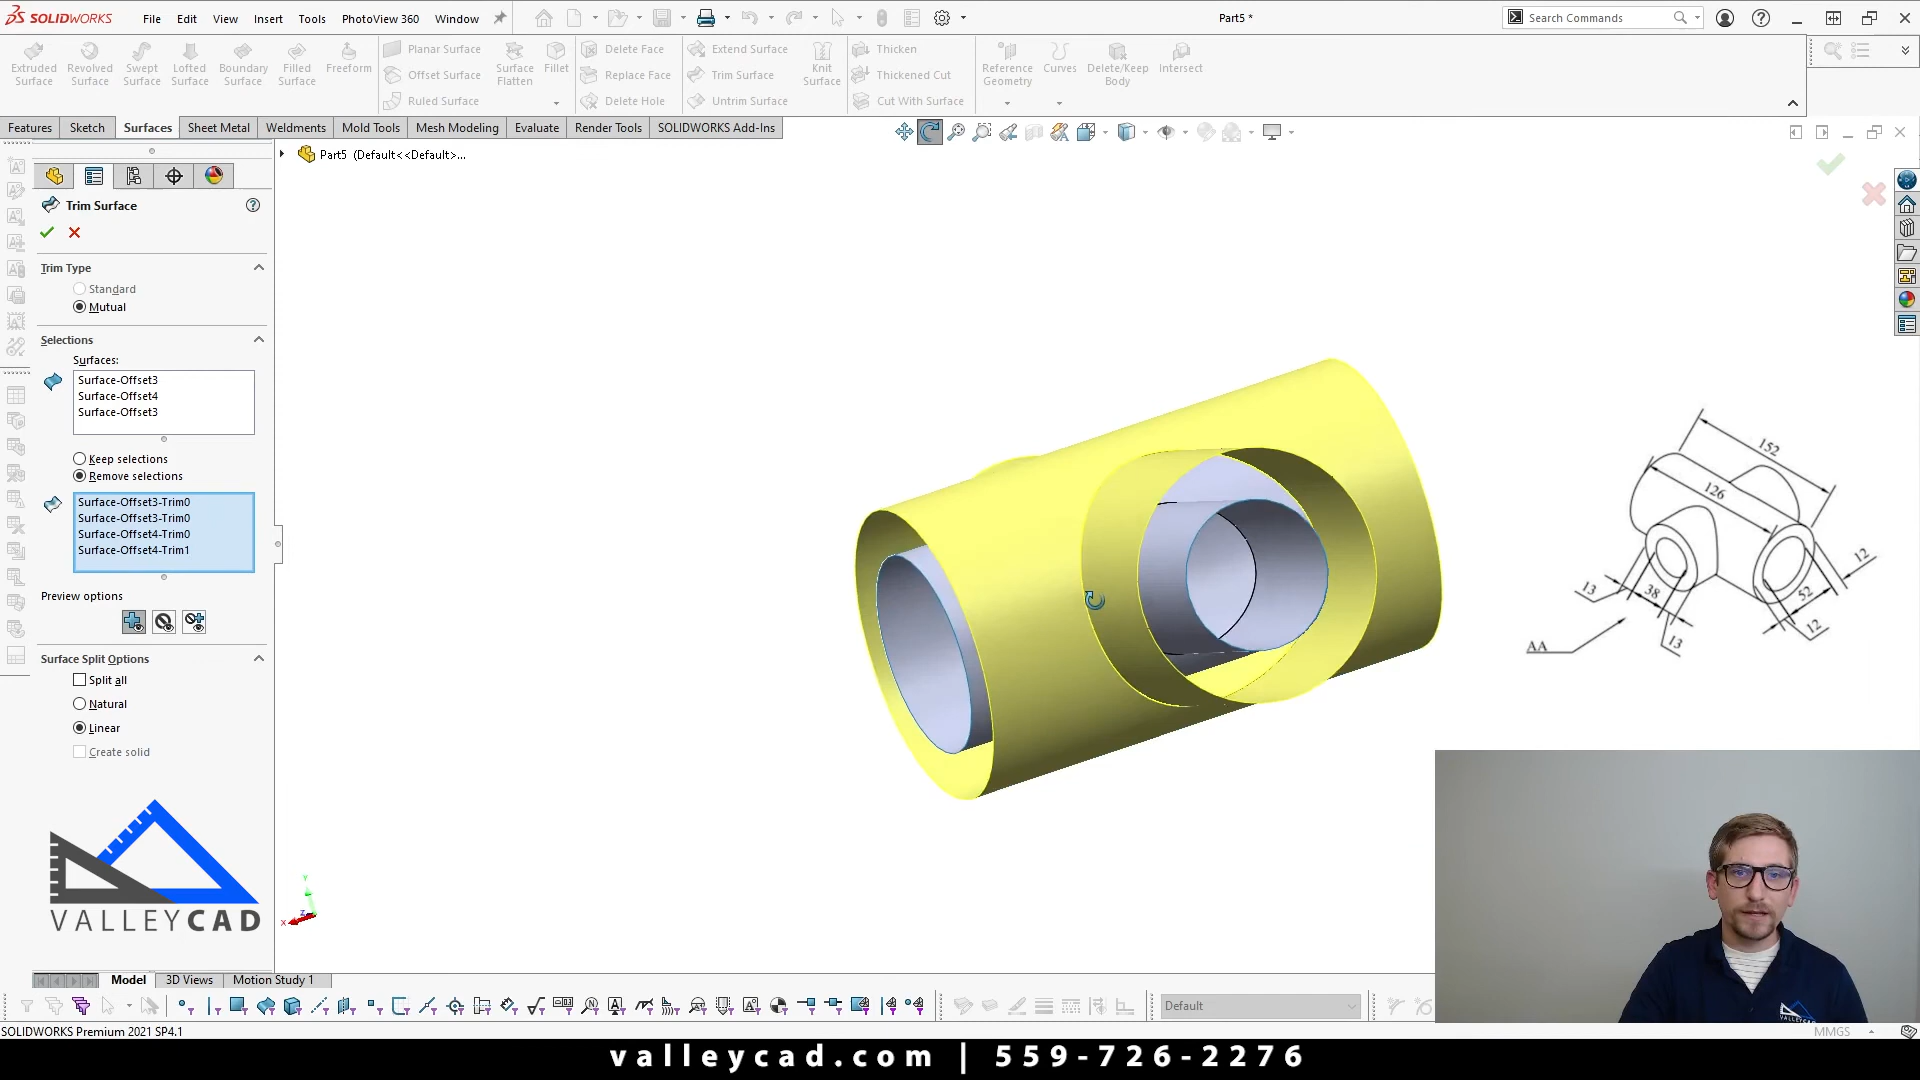 SOLIDWORKS File Edit View Insert Tools PhotoView 360 Window Part5 * Search Commands
Extruded Surface Revolved Surface Swept Surface Lofted Surface Boundary Surface Filled Surface Freeform
Planar Surface
Offset Surface
Ruled Surface
Surface Flatten
Fillet
Delete Face
Replace Face
Delete Hole
Extend Surface
Trim Surface
Untrim Surface
Knit Surface
Thicken
Thickened Cut
Cut With Surface
Reference Geometry
Curves
Delete/Keep Body
Intersect
Features Sketch Surfaces Sheet Metal Weldments Mold Tools Mesh Modeling Evaluate Render Tools SOLIDWORKS Add-Ins
Part5 (Default<<Default>...
Trim Surface
Trim Type
Standard
Mutual
Selections
Surfaces:
Surface-Offset3
Surface-Offset4
Surface-Offset3
Keep selections
Remove selections
Surface-Offset3-Trim0
Surface-Offset3-Trim0
Surface-Offset4-Trim0
Surface-Offset4-Trim1
Preview options
Surface Split Options
Split all
Natural
Linear
Create solid
VALLEYCAD
152
126
12
13
38
52
12
13
AA
Y
X
Z
Model 3D Views Motion Study 1
Default
SOLIDWORKS Premium 2021 SP4.1
MMGS
valleycad.com | 559-726-2276